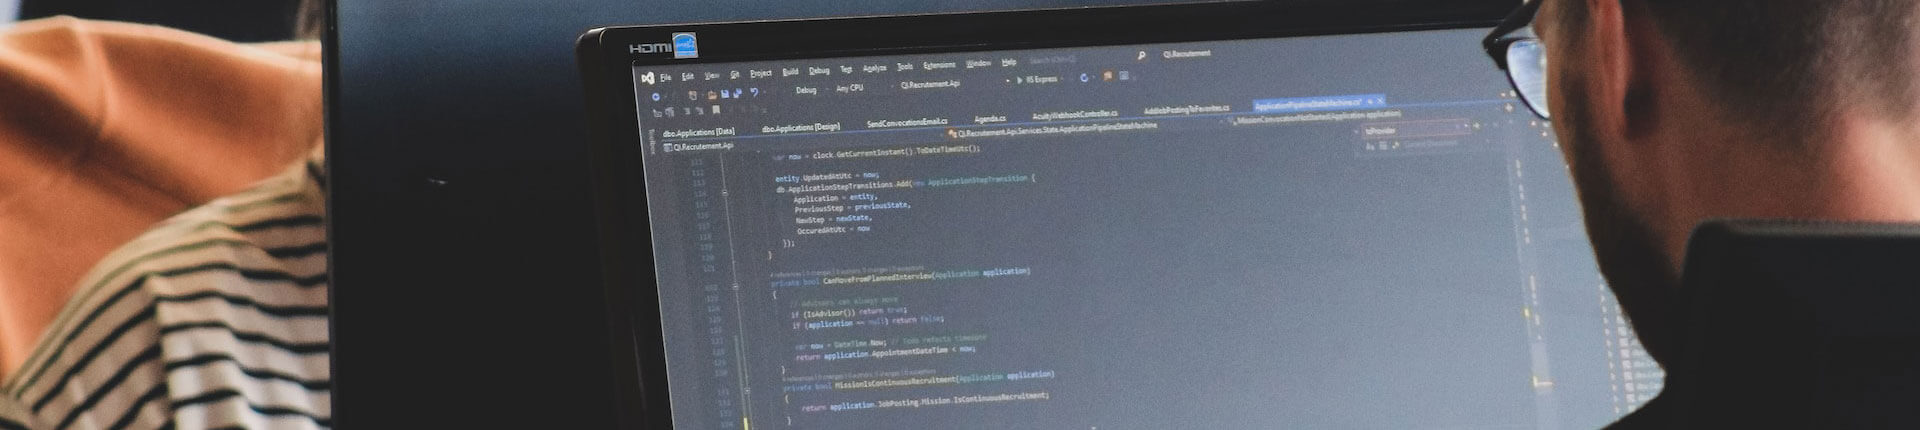 HDMI
File Edit View Git Project Build Debug Test Analyze Tools Extensions Window Help QI.Recrutement
Debug Any CPU QI.Recrutement.Api IIS Express
dbo.Applications [Data] dbo.Applications [Design] SendConvocationsEmail.cs Agenda.cs AcuityWebhookController.cs AddJobPostingToFavorites.cs ApplicationPipelineStateMachine.cs*
QI.Recrutement.Api QI.Recrutement.Api.Services.State.ApplicationPipelineStateMachine
toProvider
var now = clock.GetCurrentInstant().ToDateTimeUtc();
entity.UpdatedAtUtc = now;
db.ApplicationStepTransitions.Add(new ApplicationStepTransition {
Application = entity,
PreviousStep = previousState,
NewStep = newState,
OccuredAtUtc = now
});
}
private bool CanMoveFromPlannedInterview(Application application)
{
// Advisors can always move
if (IsAdvisor()) return true;
if (application == null) return false;
var now = DateTime.Now; // Todo refacto timezone
return application.AppointmentDateTime < now;
}
private bool MissionIsContinuousRecruitment(Application application)
{
return application.JobPosting.Mission.IsContinuousRecruitment;
}